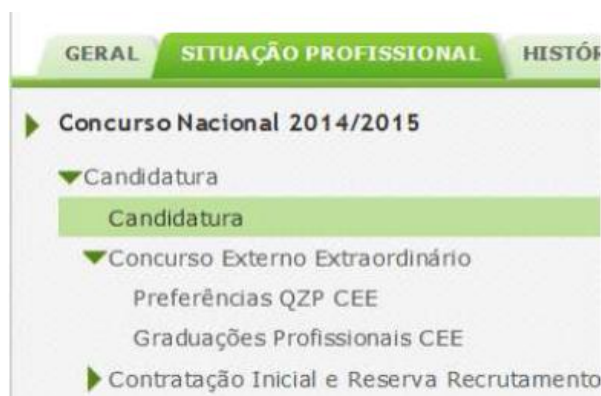 GERAL SITUAÇÃO PROFISSIONAL HISTÓR
Concurso Nacional 2014/2015
Candidatura
Candidatura
Concurso Externo Extraordinário
Preferências QZP CEE
Graduações Profissionais CEE
Contratação Inicial e Reserva Recrutamento